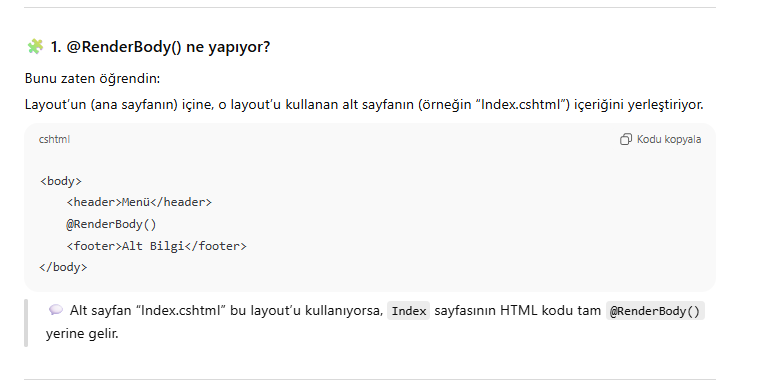 1. @RenderBody() ne yapıyor?
Bunu zaten öğrendin:
Layout’un (ana sayfanın) içine, o layout’u kullanan alt sayfanın (örneğin “Index.cshtml”) içeriğini yerleştiriyor.
cshtml Kodu kopyala
<body>
    <header>Menü</header>
    @RenderBody()
    <footer>Alt Bilgi</footer>
</body>
Alt sayfan “Index.cshtml” bu layout’u kullanıyorsa, Index sayfasının HTML kodu tam @RenderBody()
yerine gelir.